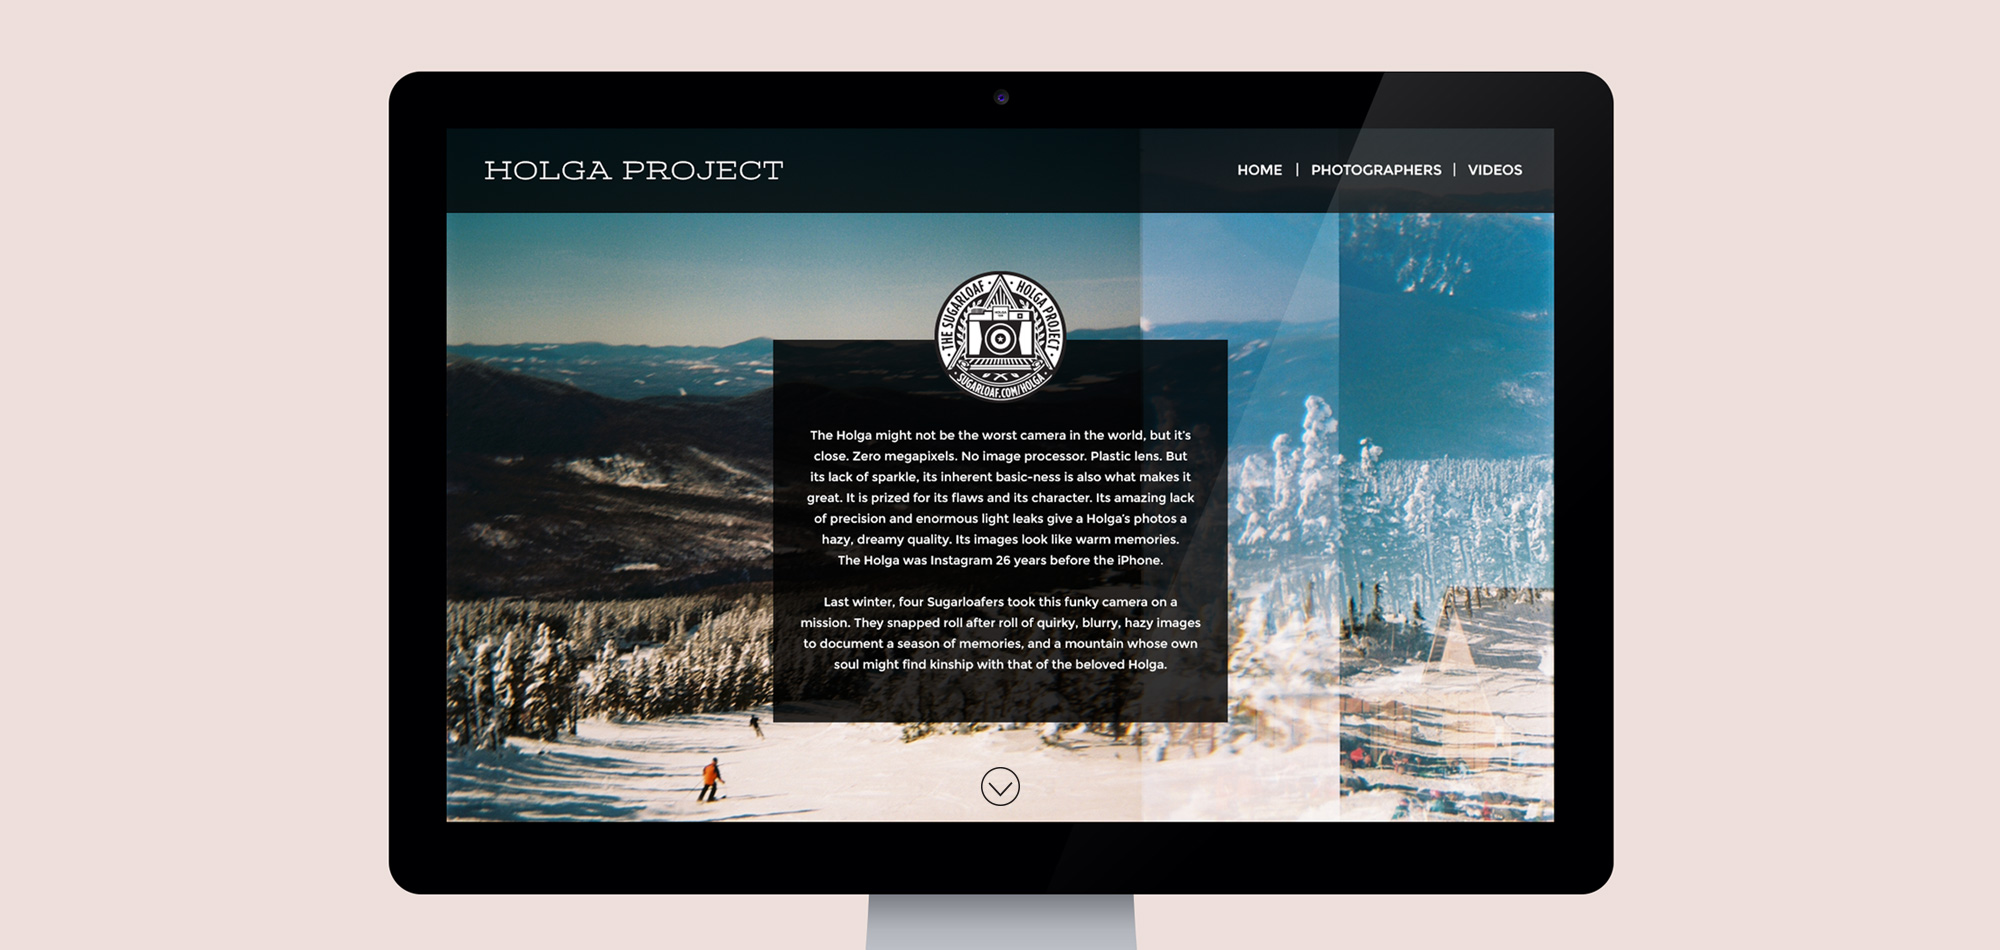 HOLGA PROJECT
HOME | PHOTOGRAPHERS | VIDEOS
THE SUGARLOAF HOLGA PROJECT
HOLGA
SUGARLOAF.COM/HOLGA
The Holga might not be the worst camera in the world, but it's
close. Zero megapixels. No image processor. Plastic lens. But
its lack of sparkle, its inherent basic-ness is also what makes it
great. It is prized for its flaws and its character. Its amazing lack
of precision and enormous light leaks give a Holga's photos a
hazy, dreamy quality. Its images look like warm memories.
The Holga was Instagram 26 years before the iPhone.
Last winter, four Sugarloafers took this funky camera on a
mission. They snapped roll after roll of quirky, blurry, hazy images
to document a season of memories, and a mountain whose own
soul might find kinship with that of the beloved Holga.